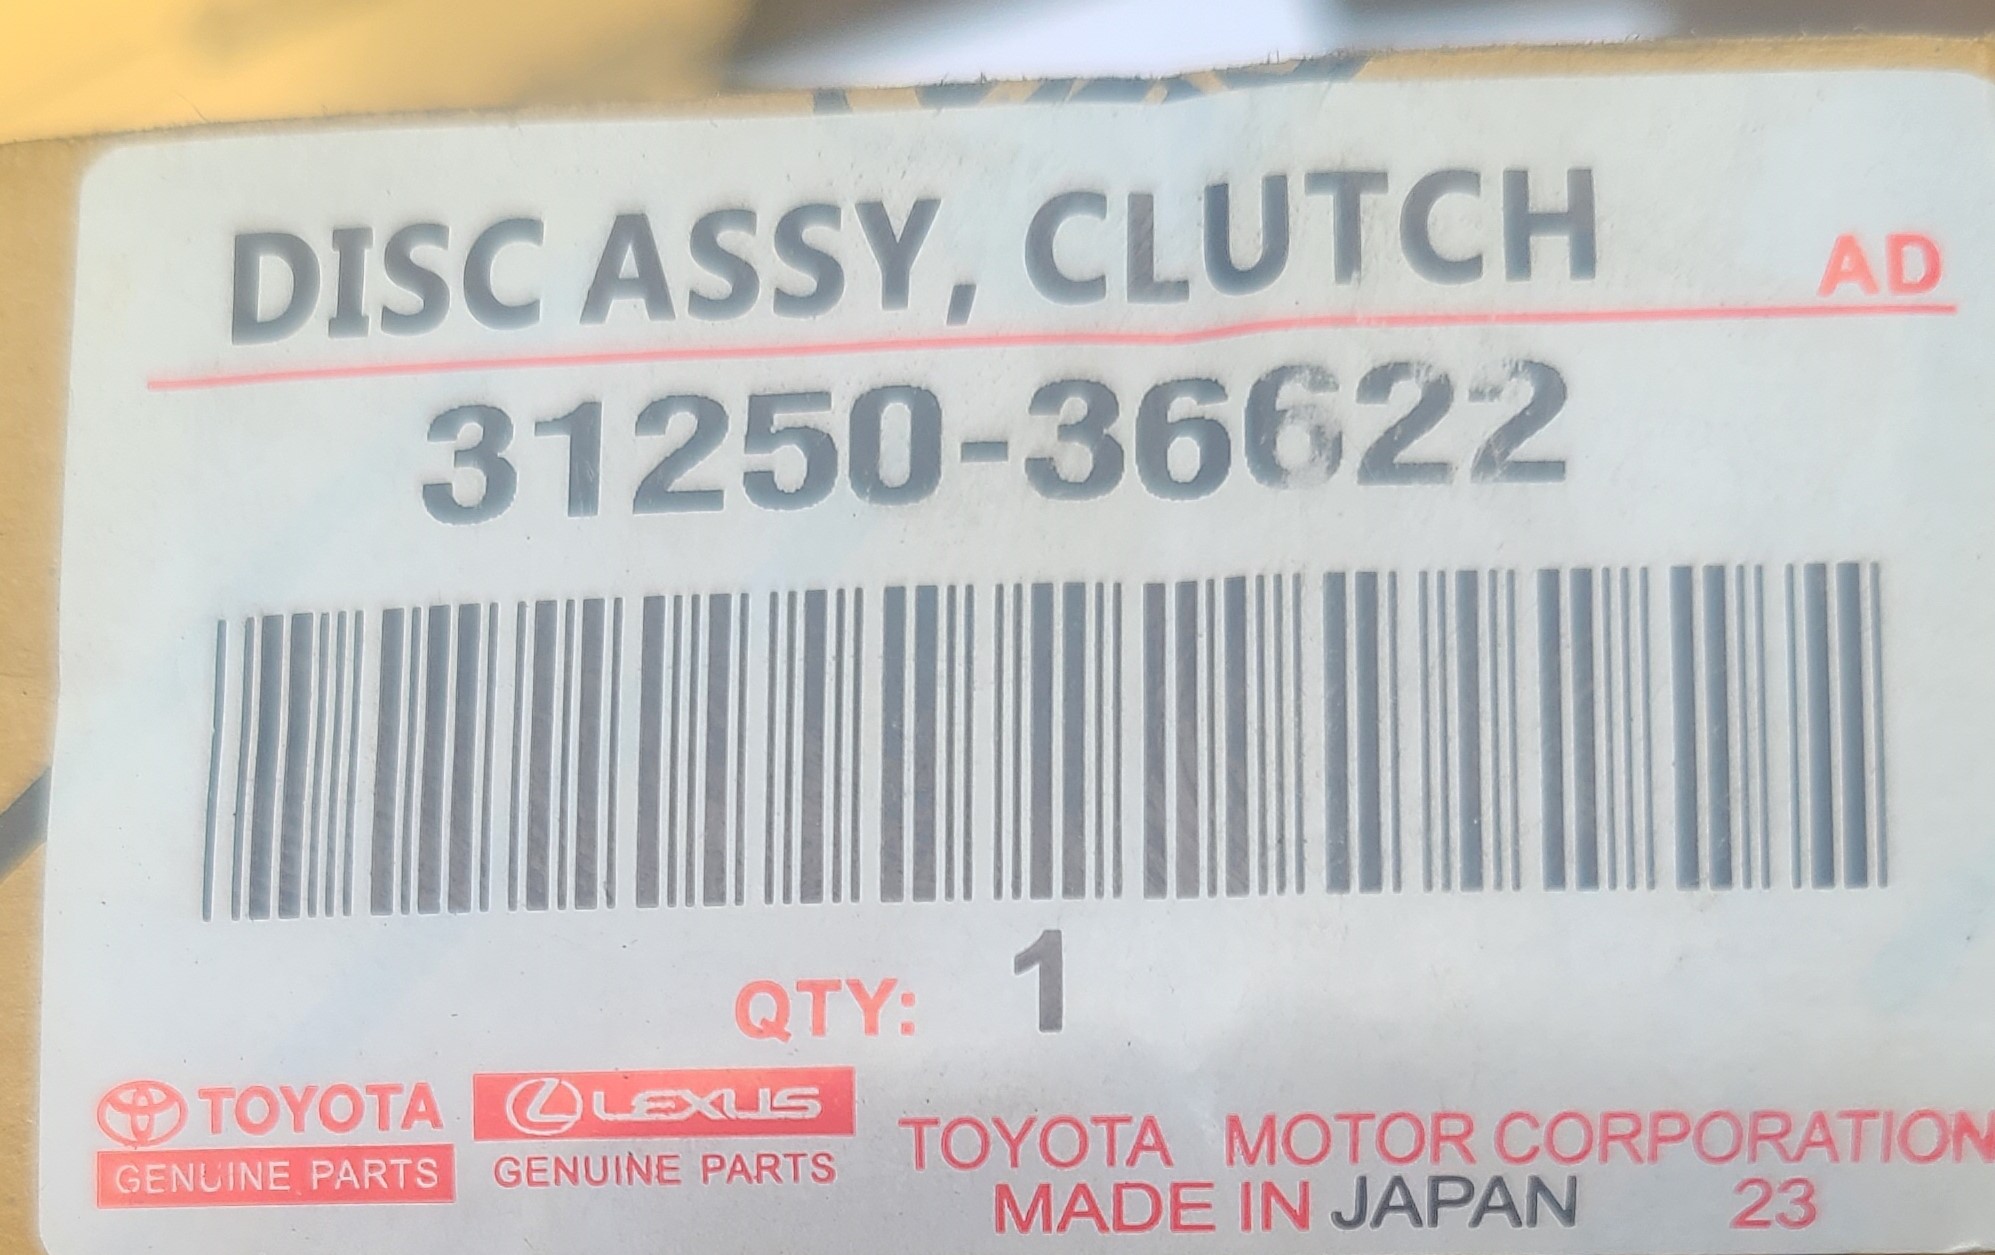 DISC ASSY, CLUTCH AD
31250-36622
QTY: 1
TOYOTA
GENUINE PARTS
LEXUS
GENUINE PARTS
TOYOTA MOTOR CORPORATION
MADE IN JAPAN 23